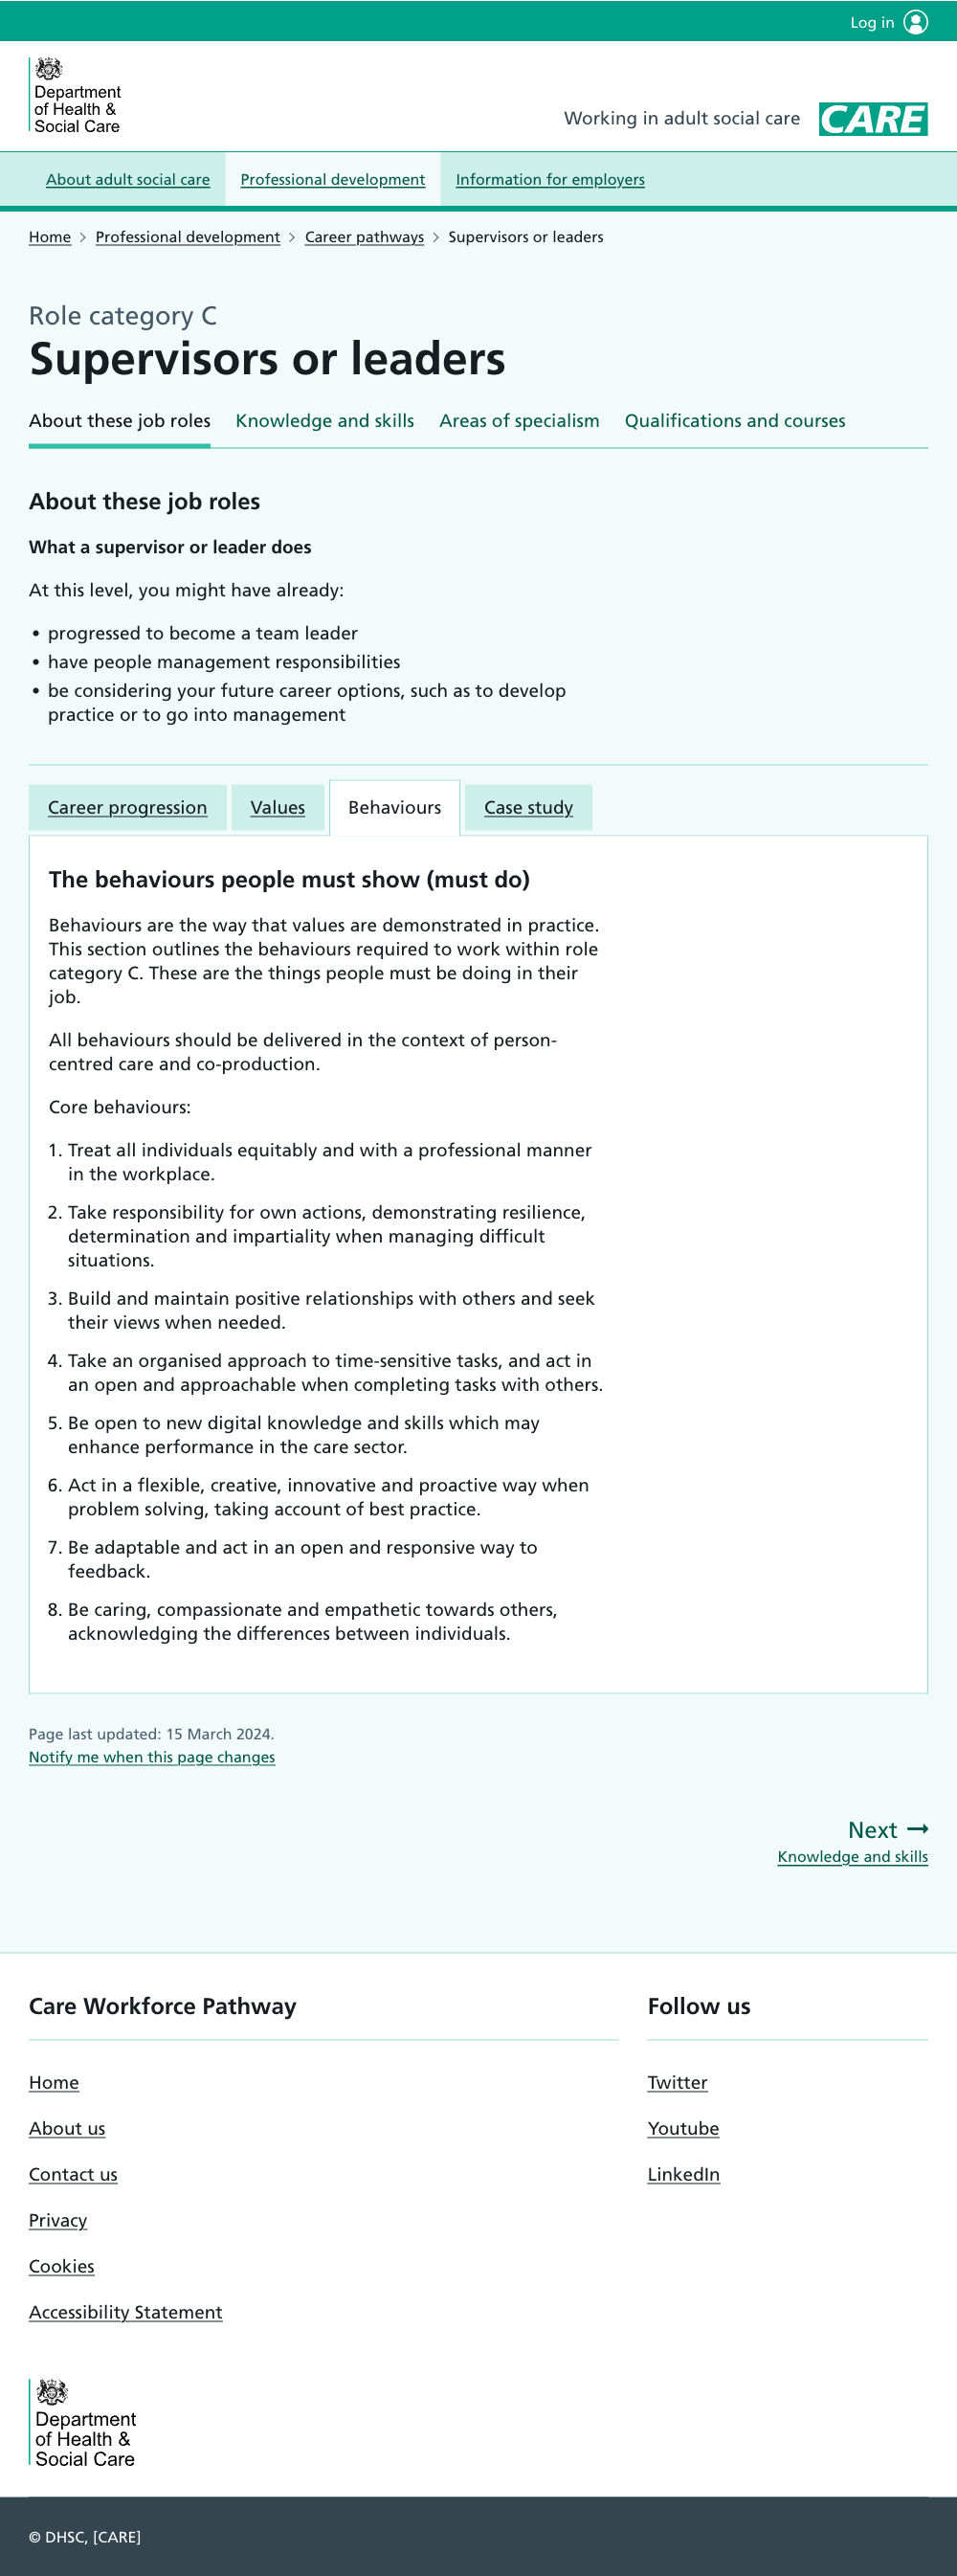 Log in
Department
of Health &
Social Care
Working in adult social care
CARE
About adult social care
Professional development
Information for employers
Home
Professional development
Career pathways
Supervisors or leaders
Role category C
Supervisors or leaders
About these job roles
Knowledge and skills
Areas of specialism
Qualifications and courses
About these job roles
What a supervisor or leader does
At this level, you might have already:
• progressed to become a team leader
• have people management responsibilities
• be considering your future career options, such as to develop
practice or to go into management
Career progression
Values
Behaviours
Case study
The behaviours people must show (must do)
Behaviours are the way that values are demonstrated in practice.
This section outlines the behaviours required to work within role
category C. These are the things people must be doing in their
job.
All behaviours should be delivered in the context of person-
centred care and co-production.
Core behaviours:
1. Treat all individuals equitably and with a professional manner
in the workplace.
2. Take responsibility for own actions, demonstrating resilience,
determination and impartiality when managing difficult
situations.
3. Build and maintain positive relationships with others and seek
their views when needed.
4. Take an organised approach to time-sensitive tasks, and act in
an open and approachable when completing tasks with others.
5. Be open to new digital knowledge and skills which may
enhance performance in the care sector.
6. Act in a flexible, creative, innovative and proactive way when
problem solving, taking account of best practice.
7. Be adaptable and act in an open and responsive way to
feedback.
8. Be caring, compassionate and empathetic towards others,
acknowledging the differences between individuals.
Page last updated: 15 March 2024.
Notify me when this page changes
Next
Knowledge and skills
Care Workforce Pathway
Home
About us
Contact us
Privacy
Cookies
Accessibility Statement
Follow us
Twitter
Youtube
LinkedIn
Department
of Health &
Social Care
© DHSC, [CARE]